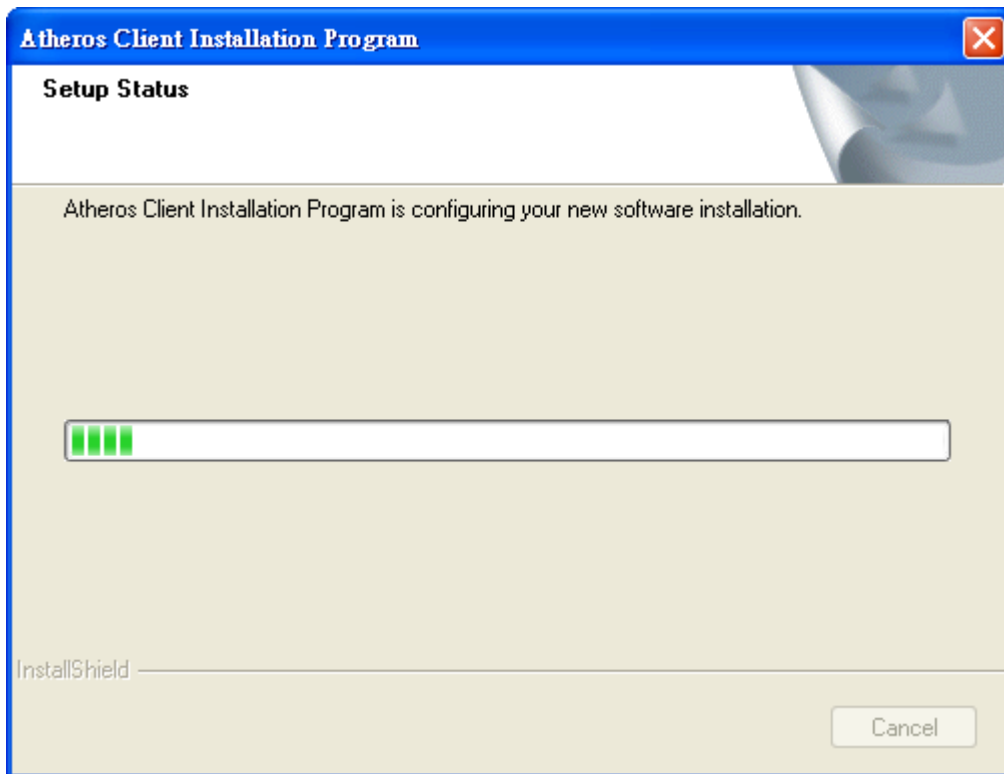 Atheros Client Installation Program
Setup Status
Atheros Client Installation Program is configuring your new software installation.
InstallShield
Cancel